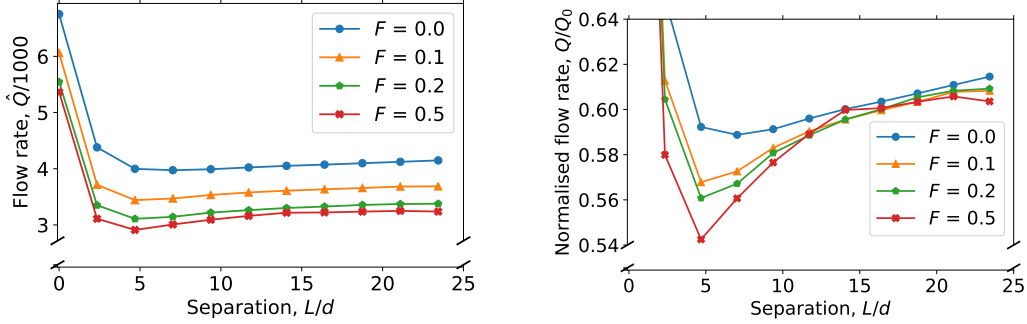 Flow rate, Q̂/1000
6
5
4
3
F = 0.0
F = 0.1
F = 0.2
F = 0.5
0 5 10 15 20 25
Separation, L/d
Normalised flow rate, Q/Q₀
0.64
0.62
0.60
0.58
0.56
0.54
F = 0.0
F = 0.1
F = 0.2
F = 0.5
0 5 10 15 20 25
Separation, L/d